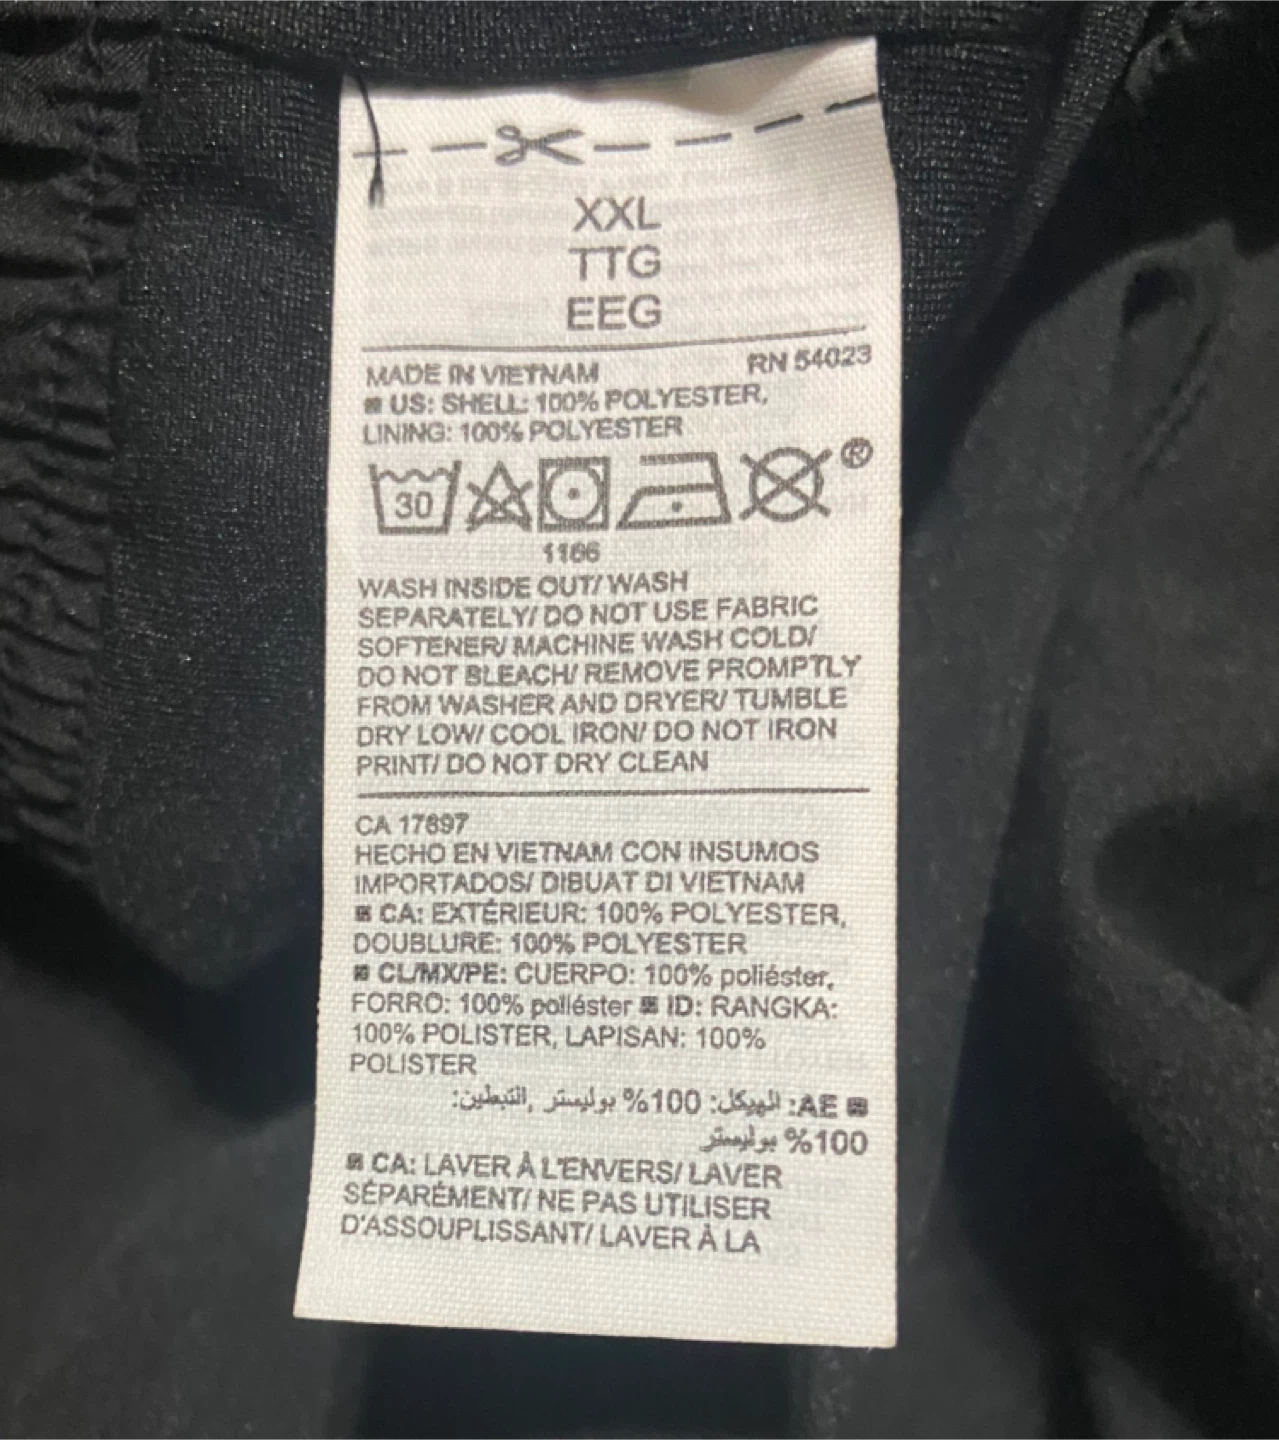 XXL
TTG
EEG
MADE IN VIETNAM RN 54023
US: SHELL: 100% POLYESTER,
LINING: 100% POLYESTER
30
®
1166
WASH INSIDE OUT/ WASH
SEPARATELY/ DO NOT USE FABRIC
SOFTENER/ MACHINE WASH COLD/
DO NOT BLEACH/ REMOVE PROMPTLY
FROM WASHER AND DRYER/ TUMBLE
DRY LOW/ COOL IRON/ DO NOT IRON
PRINT/ DO NOT DRY CLEAN
CA 17897
HECHO EN VIETNAM CON INSUMOS
IMPORTADOS/ DIBUAT DI VIETNAM
CA: EXTÉRIEUR: 100% POLYESTER,
DOUBLURE: 100% POLYESTER
CL/MX/PE: CUERPO: 100% poliéster,
FORRO: 100% poliéster ID: RANGKA:
100% POLISTER, LAPISAN: 100%
POLISTER
AE: الهيكل: 100% بوليستر, التبطين:
100% بوليستر
CA: LAVER À L'ENVERS/ LAVER
SÉPARÉMENT/ NE PAS UTILISER
D'ASSOUPLISSANT/ LAVER À LA